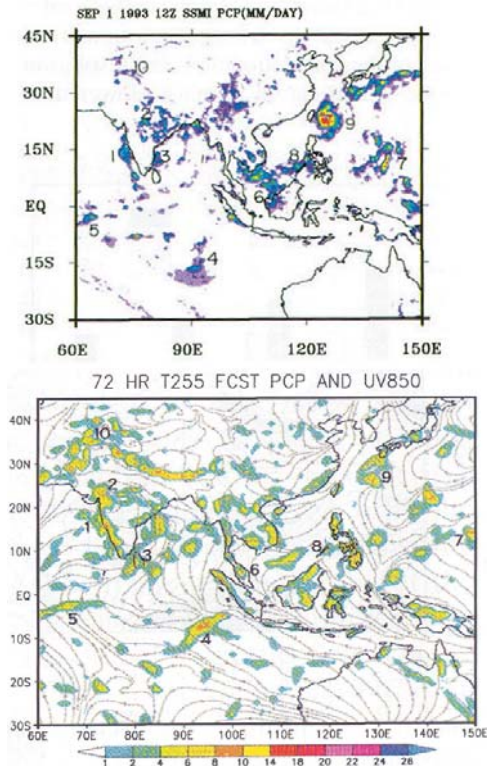 SEP 1 1993 12Z SSMI PCP(MM/DAY)
45N
10
30N
2
9
15N
1
3
8
7
EQ
6
5
4
15S
30S
60E 90E 120E 150E
72 HR T255 FCST PCP AND UV850
40N
10
30N
9
2
20N
1
7
10N
3
8
6
EQ
5
4
10S
20S
30S
60E 70E 80E 90E 100E 110E 120E 130E 140E 150E
1 2 4 6 8 10 14 18 20 22 24 28